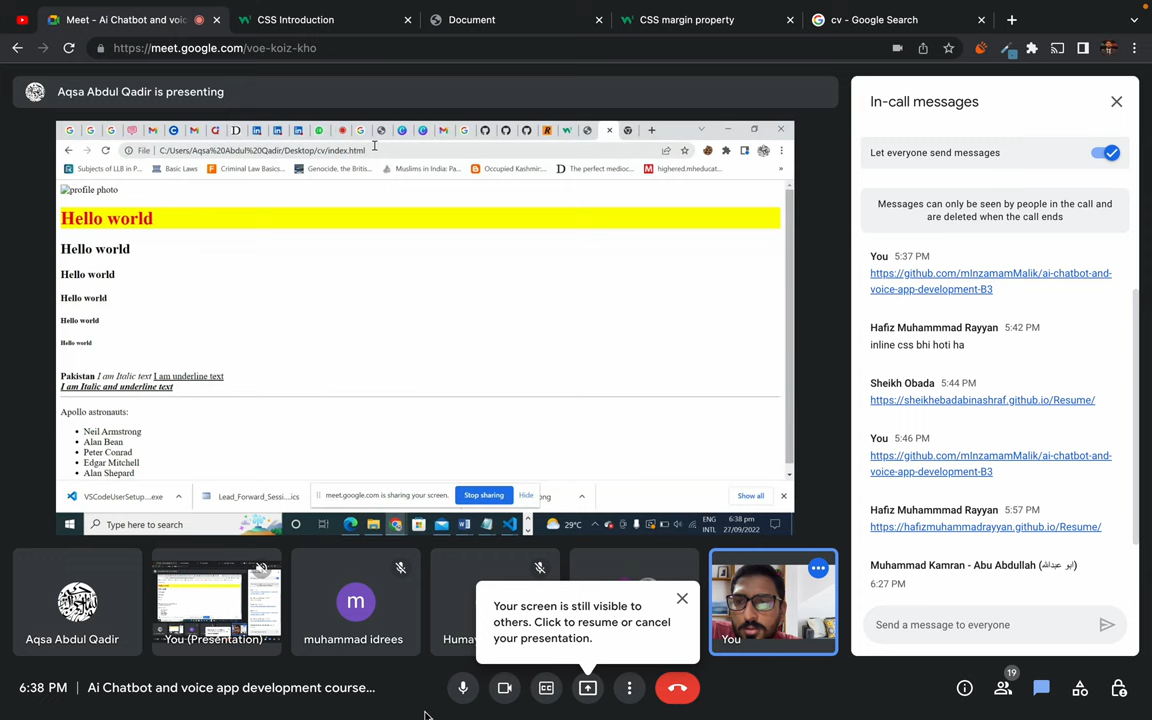 Meet - Ai Chatbot and voic
CSS Introduction
Document
CSS margin property
cv - Google Search
https://meet.google.com/voe-koiz-kho
Aqsa Abdul Qadir is presenting
File
C:/Users/Aqsa%20Abdul%20Qadir/Desktop/cv/index.html
Subjects of LLB in P...
Basic Laws
Criminal Law Basics...
Genocide, the Briti...
Muslims in India: Pa...
Occupied Kashmir:...
The perfect medioc...
highered.mheducat...
profile photo
Hello world
Hello world
Hello world
Hello world
Hello world
Hello world
Pakistan I am Italic text I am underline text
I am Italic and underline text
Apollo astronauts:
• Neil Armstrong
• Alan Bean
• Peter Conrad
• Edgar Mitchell
• Alan Shepard
VSCodeUserSetup....exe
Lead_Forward_Sessi....ics
meet.google.com is sharing your screen.
Stop sharing
Hide
Show all
Type here to search
29°C
ENG
INTL
6:38 pm
27/09/2022
In-call messages
Let everyone send messages
Messages can only be seen by people in the call and
are deleted when the call ends
You 5:37 PM
https://github.com/mInzamamMalik/ai-chatbot-and-
voice-app-development-B3
Hafiz Muhammmad Rayyan 5:42 PM
inline css bhi hoti ha
Sheikh Obada 5:44 PM
https://sheikhebadabinashraf.github.io/Resume/
You 5:46 PM
https://github.com/mInzamamMalik/ai-chatbot-and-
voice-app-development-B3
Hafiz Muhammmad Rayyan 5:57 PM
https://hafizmuhammadrayyan.github.io/Resume/
Muhammad Kamran - Abu Abdullah (ابو عبدالله)
6:27 PM
Send a message to everyone
Aqsa Abdul Qadir
You (Presentation)
m
muhammad idrees
Humay
You
Your screen is still visible to
others. Click to resume or cancel
your presentation.
6:38 PM
Ai Chatbot and voice app development course...
CC
19